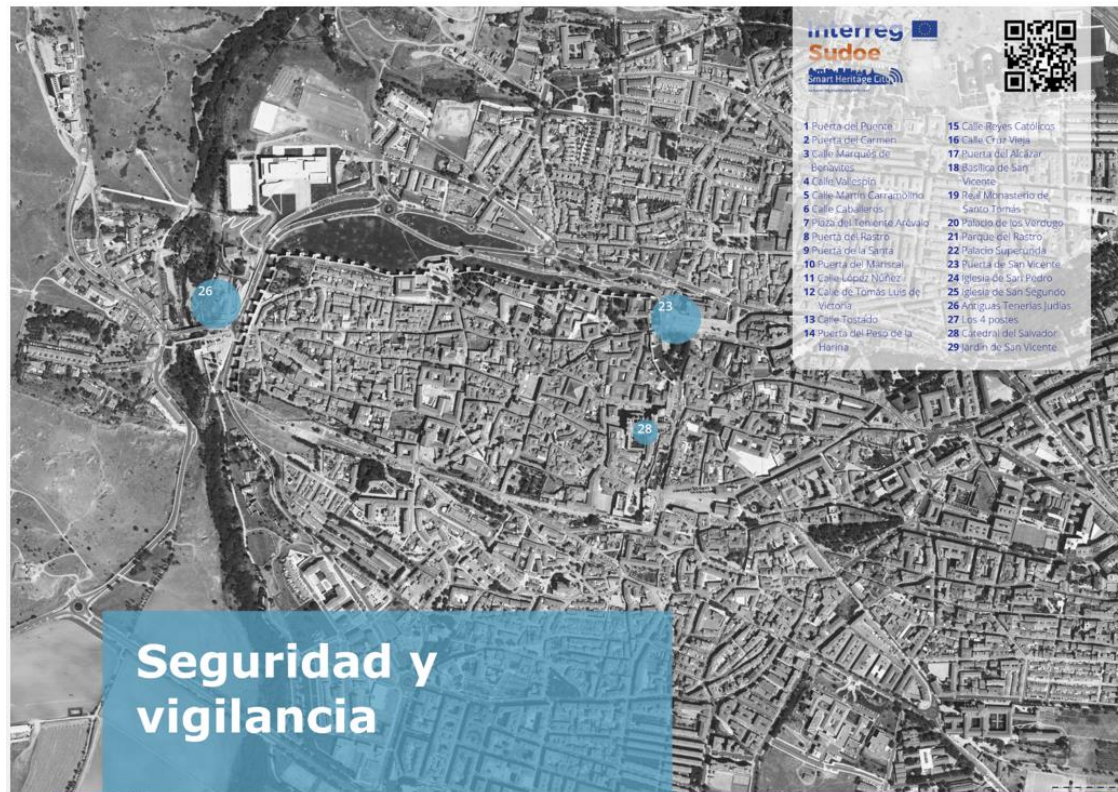 Interreg
Sudoe
Smart Heritage City
1 Puerta del Puente
2 Puerta del Carmen
3 Calle Marqués de
Benavites
4 Calle Vallespín
5 Calle Martín Carramolino
6 Calle Caballeros
7 Plaza del Teniente Arévalo
8 Puerta del Rastro
9 Puerta de la Santa
10 Puerta del Mariscal
11 Calle López Núñez
12 Calle de Tomás Luis de
Victoria
13 Calle Tostado
14 Puerta del Peso de la
Harina
15 Calle Reyes Católicos
16 Calle Cruz Vieja
17 Puerta del Alcázar
18 Basílica de San
Vicente
19 Real Monasterio de
Santo Tomás
20 Palacio de los Verdugo
21 Parque del Rastro
22 Palacio Superunda
23 Puerta de San Vicente
24 Iglesia de San Pedro
25 Iglesia de San Segundo
26 Antiguas Tenerías Judías
27 Los 4 postes
28 Catedral del Salvador
29 Jardín de San Vicente
26
23
28
Seguridad y
vigilancia